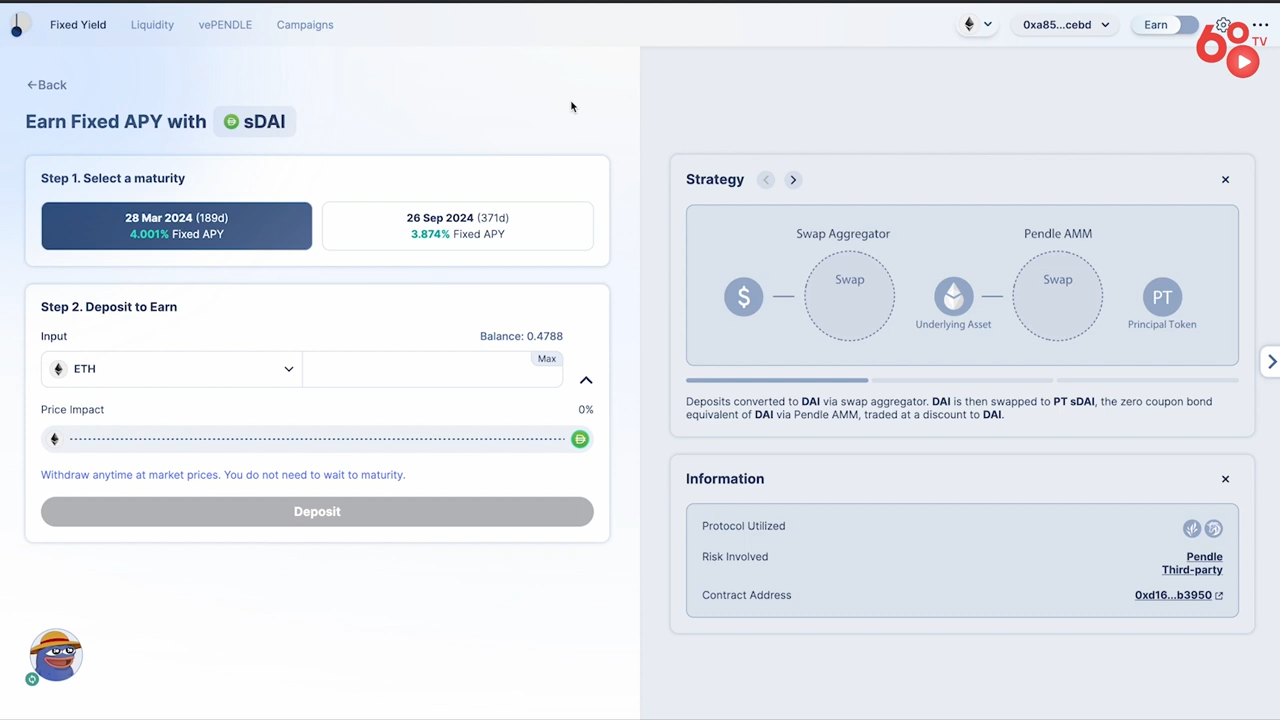 Fixed Yield
Liquidity
vePENDLE
Campaigns
0xa85...cebd
Earn
68
TV
←Back
Earn Fixed APY with sDAI
Step 1. Select a maturity
28 Mar 2024 (189d)
4.001% Fixed APY
26 Sep 2024 (371d)
3.874% Fixed APY
Step 2. Deposit to Earn
Input
Balance: 0.4788
ETH
Max
Price Impact
0%
Withdraw anytime at market prices. You do not need to wait to maturity.
Deposit
Strategy
Swap Aggregator
Pendle AMM
Swap
Swap
$
PT
Underlying Asset
Principal Token
Deposits converted to DAI via swap aggregator. DAI is then swapped to PT sDAI, the zero coupon bond
equivalent of DAI via Pendle AMM, traded at a discount to DAI.
Information
Protocol Utilized
Risk Involved
Pendle
Third-party
Contract Address
0xd16...b3950